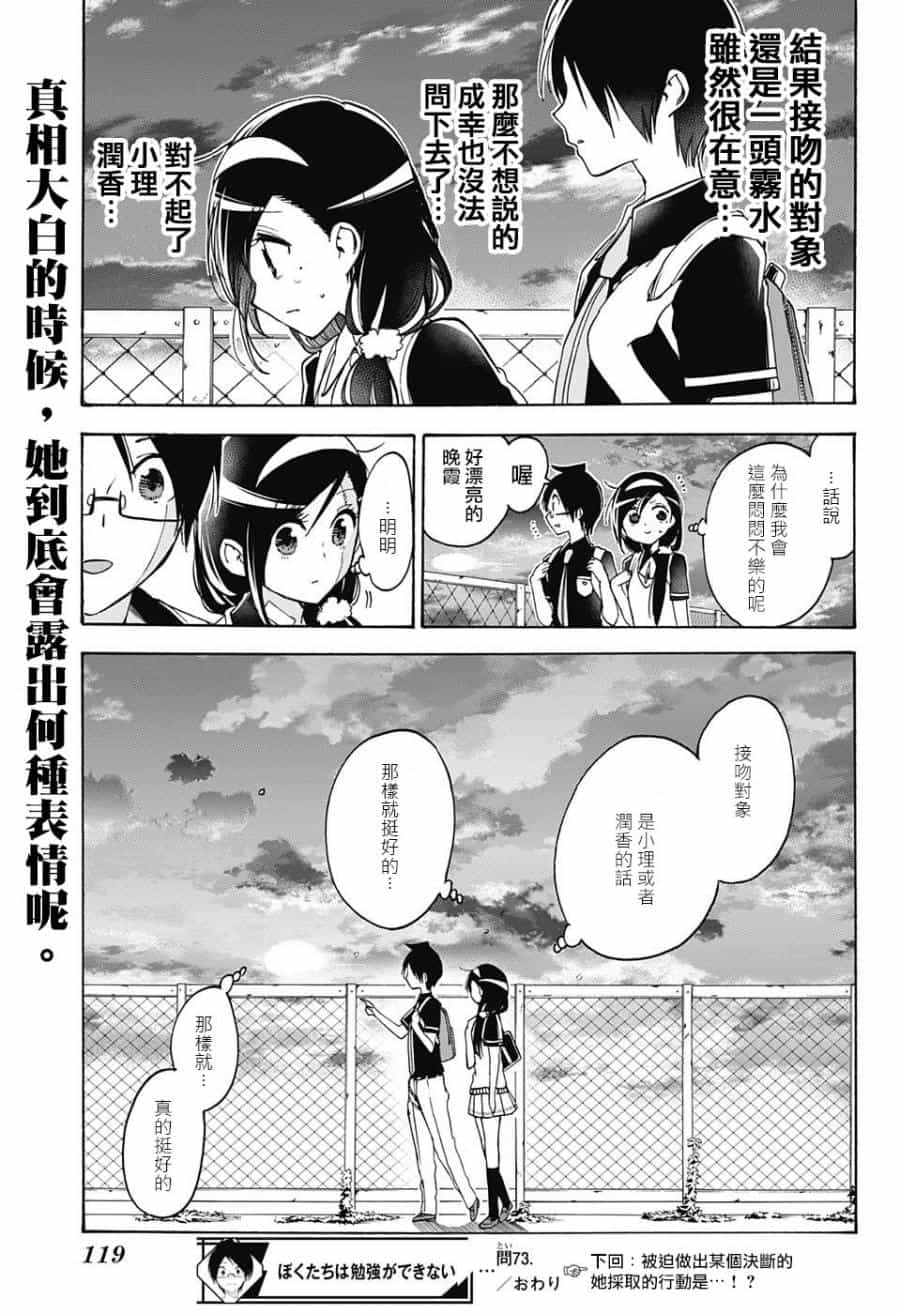 結果接吻的對象
還是一頭霧水
雖然很在意…
那麼不想說的
成幸也沒法
問下去了…
對不起了
小理
潤香…
…話說
為什麼我會
這麼悶悶不樂的呢
喔
好漂亮的
晚霞
…明明
接吻對象
是小理或者
潤香的話
那樣就挺好的…
那樣就…
真的挺好的
真相大白的時候，她到底會露出何種表情呢。
119
ぼくたちは勉強ができない
…
とい
問73.
／おわり
☞
下回：被迫做出某個決斷的
她採取的行動是…！？